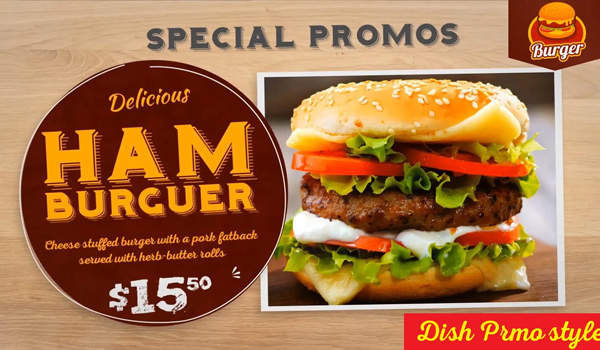 SPECIAL PROMOS
Burger
Delicious
HAM
BURGUER
Cheese stuffed burger with a pork fatback
served with herb-butter rolls
$15.50
Dish Prmo style